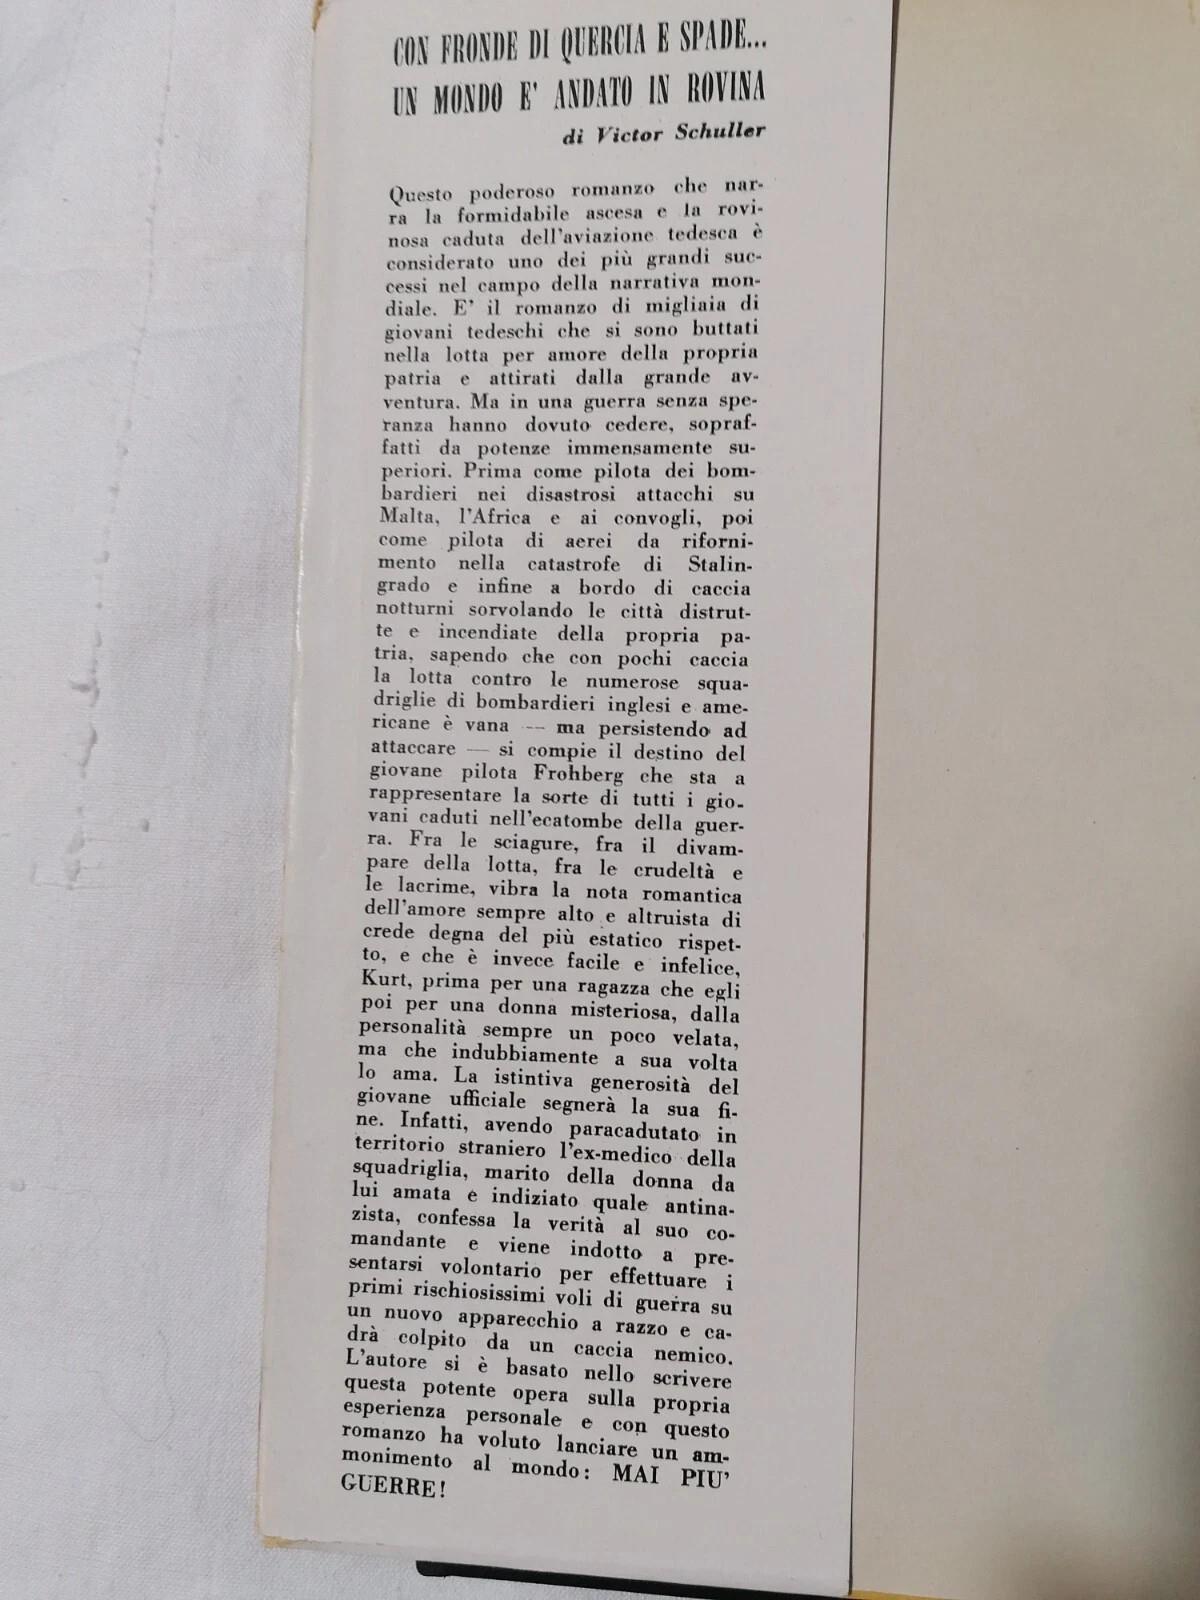 CON FRONDE DI QUERCIA E SPADE...
UN MONDO E' ANDATO IN ROVINA
di Victor Schuller
Questo poderoso romanzo che nar-
ra la formidabile ascesa e la rovi-
nosa caduta dell'aviazione tedesca è
considerato uno dei più grandi suc-
cessi nel campo della narrativa mon-
diale. E' il romanzo di migliaia di
giovani tedeschi che si sono buttati
nella lotta per amore della propria
patria e attirati dalla grande av-
ventura. Ma in una guerra senza spe-
ranza hanno dovuto cedere, sopraf-
fatti da potenze immensamente su-
periori. Prima come pilota dei bom-
bardieri nei disastrosi attacchi su
Malta, l'Africa e ai convogli, poi
come pilota di aerei da riforni-
mento nella catastrofe di Stalin-
grado e infine a bordo di caccia
notturni sorvolando le città distrut-
te e incendiate della propria pa-
tria, sapendo che con pochi caccia
la lotta contro le numerose squa-
driglie di bombardieri inglesi e ame-
ricane è vana — ma persistendo ad
attaccare — si compie il destino del
giovane pilota Frohberg che sta a
rappresentare la sorte di tutti i gio-
vani caduti nell'ecatombe della guer-
ra. Fra le sciagure, fra il divam-
pare della lotta, fra le crudeltà e
le lacrime, vibra la nota romantica
dell'amore sempre alto e altruista di
crede degna del più estatico rispet-
to, e che è invece facile e infelice,
Kurt, prima per una ragazza che egli
poi per una donna misteriosa, dalla
personalità sempre un poco velata,
ma che indubbiamente a sua volta
lo ama. La istintiva generosità del
giovane ufficiale segnerà la sua fi-
ne. Infatti, avendo paracadutato in
territorio straniero l'ex-medico della
squadriglia, marito della donna da
lui amata e indiziato quale antina-
zista, confessa la verità al suo co-
mandante e viene indotto a pre-
sentarsi volontario per effettuare i
primi rischiosissimi voli di guerra su
un nuovo apparecchio a razzo e ca-
drà colpito da un caccia nemico.
L'autore si è basato nello scrivere
questa potente opera sulla propria
esperienza personale e con questo
romanzo ha voluto lanciare un am-
monimento al mondo: MAI PIU'
GUERRE!